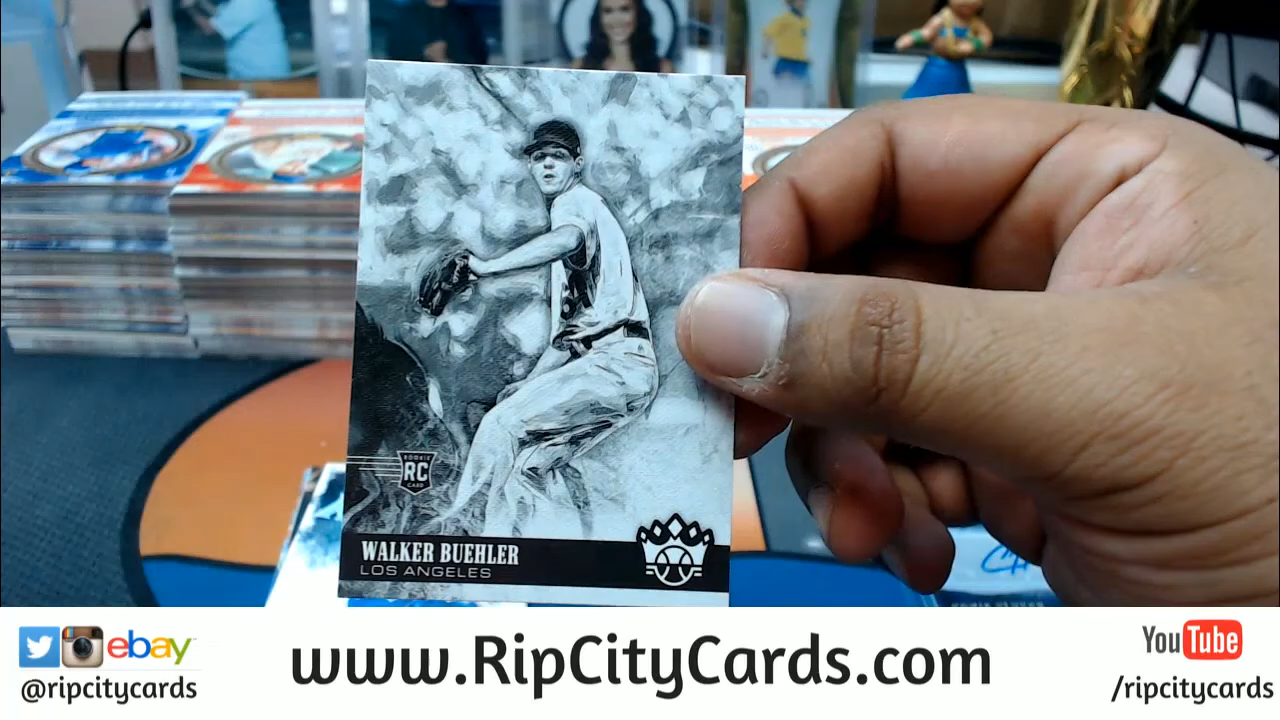 ROOKIE
RC
CARD
WALKER BUEHLER
LOS ANGELES
ebay
www.RipCityCards.com
@ripcitycards
YouTube
/ripcitycards